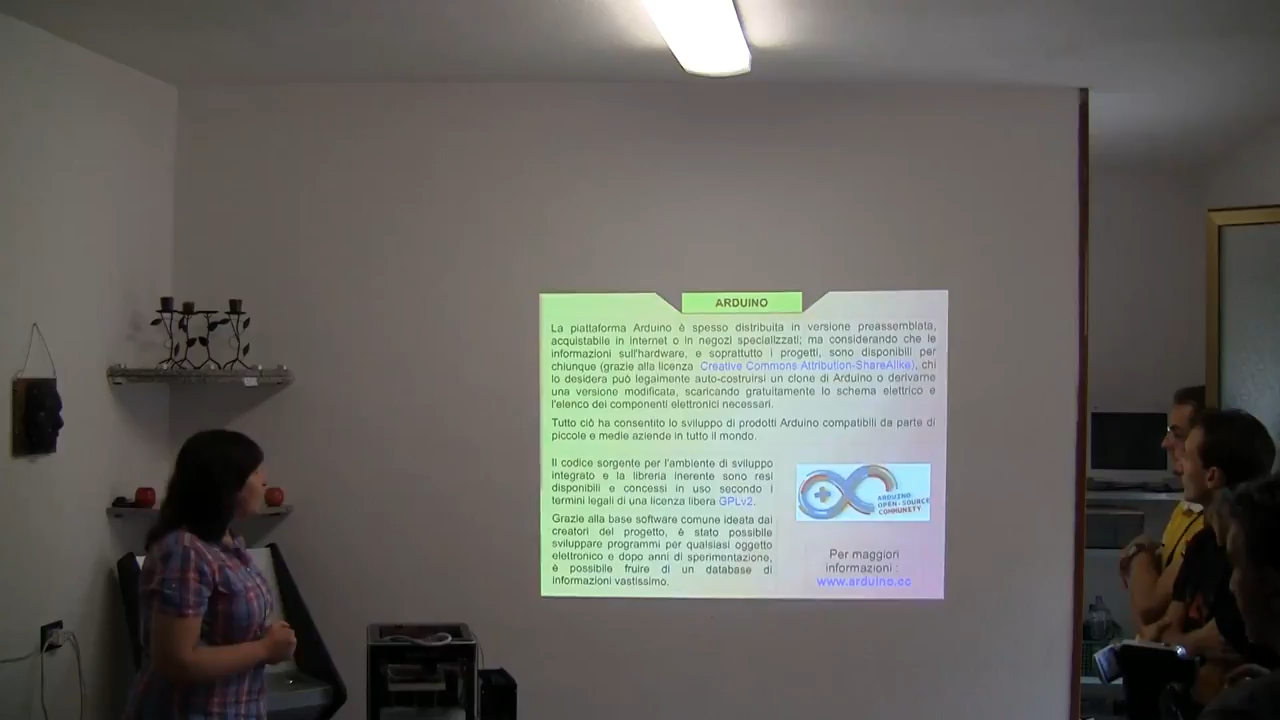 ARDUINO
La piattaforma Arduino è spesso distribuita in versione preassemblata,
acquistabile in internet o in negozi specializzati; ma considerando che le
informazioni sull'hardware, e soprattutto i progetti, sono disponibili per
chiunque (grazie alla licenza Creative Commons Attribution-ShareAlike), chi
lo desidera può legalmente auto-costruirsi un clone di Arduino o derivarne
una versione modificata, scaricando gratuitamente lo schema elettrico e
l'elenco dei componenti elettronici necessari.
Tutto ciò ha consentito lo sviluppo di prodotti Arduino compatibili da parte di
piccole e medie aziende in tutto il mondo.
Il codice sorgente per l'ambiente di sviluppo
integrato e la libreria inerente sono resi
disponibili e concessi in uso secondo i
termini legali di una licenza libera GPLv2.
Grazie alla base software comune ideata dai
creatori del progetto, è stato possibile
sviluppare programmi per qualsiasi oggetto
elettronico e dopo anni di sperimentazione,
è possibile fruire di un database di
informazioni vastissimo.
ARDUINO
OPEN-SOURCE
COMMUNITY
Per maggiori
informazioni :
www.arduino.cc